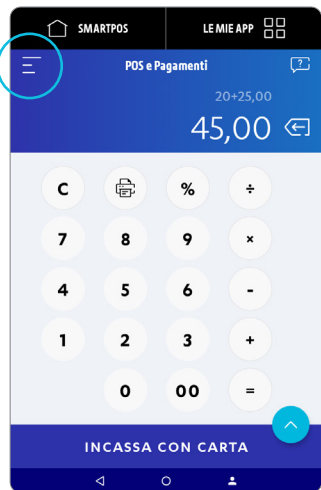 SMARTPOS LE MIE APP
POS e Pagamenti ?
20+25,00
45,00
C % ÷
7 8 9 ×
4 5 6 -
1 2 3 +
0 00 =
INCASSA CON CARTA